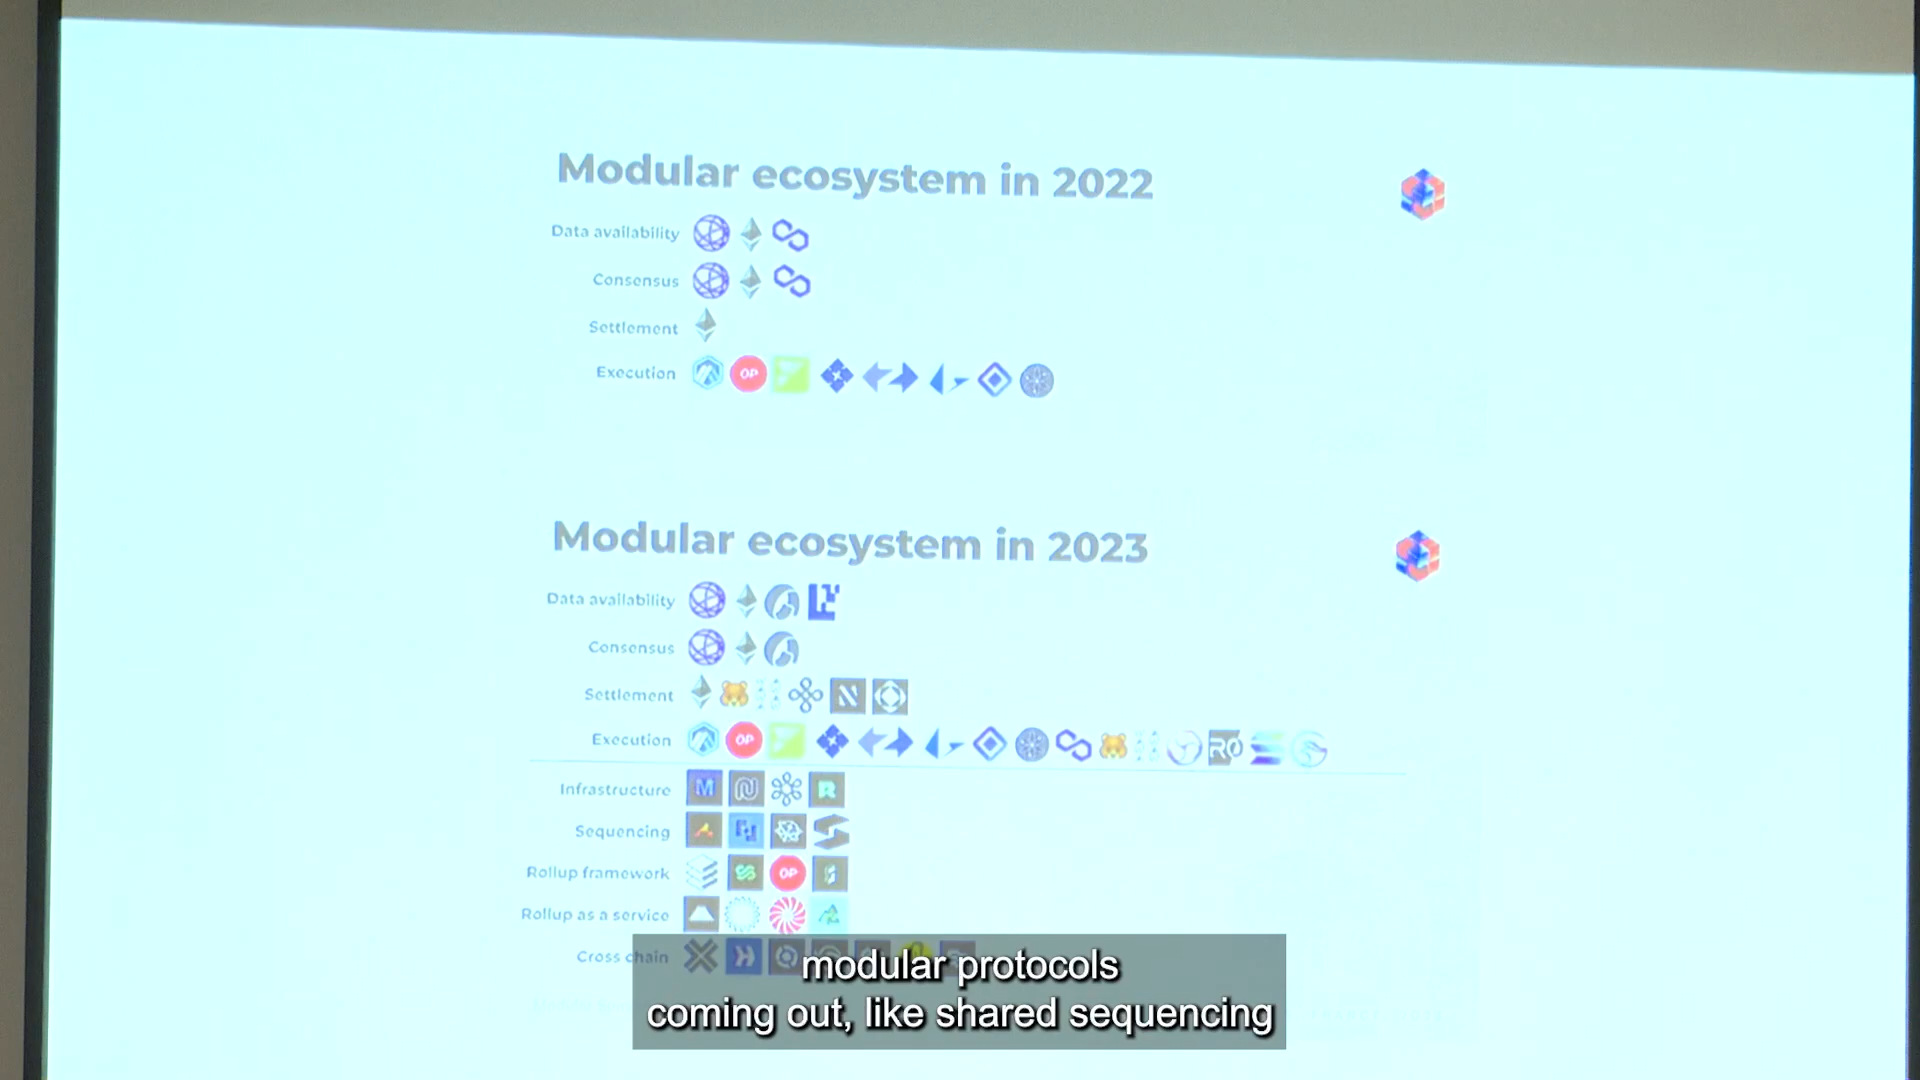 Modular ecosystem in 2022
Data availability
Consensus
Settlement
Execution
OP
Modular ecosystem in 2023
Data availability
Consensus
Settlement
Execution
OP
Infrastructure
M
R
Sequencing
Rollup framework
OP
Rollup as a service
Cross chain
modular protocols
coming out, like shared sequencing